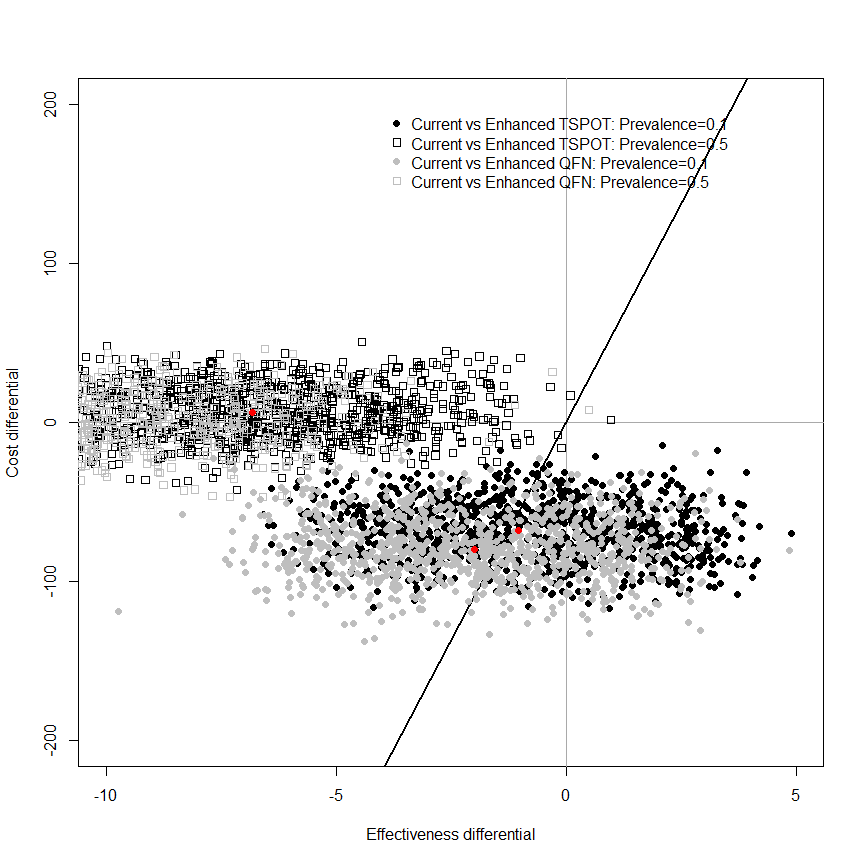 200
Current vs Enhanced TSPOT: Prevalence=0.1
Current vs Enhanced TSPOT: Prevalence=0.5
Current vs Enhanced QFN: Prevalence=0.1
Current vs Enhanced QFN: Prevalence=0.5
100
Cost differential
0
-100
-200
-10 -5 0 5
Effectiveness differential